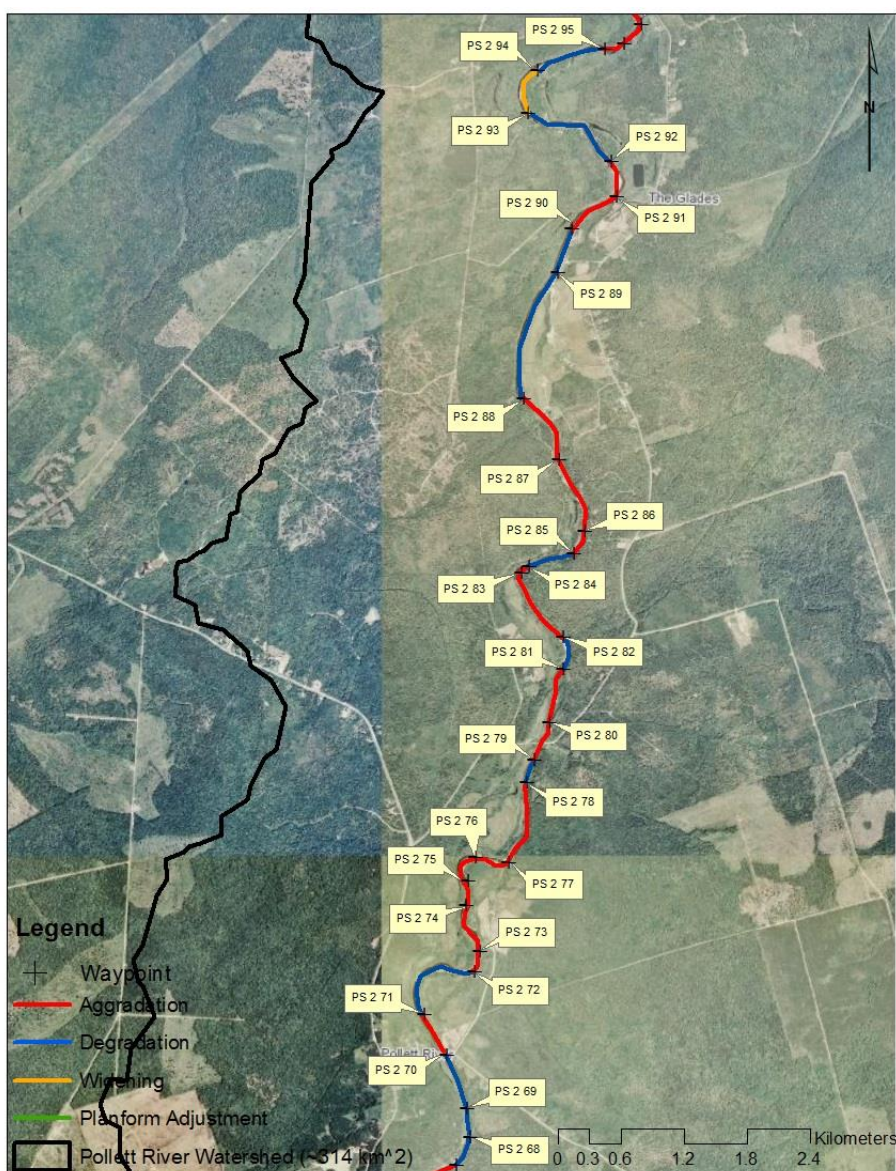 PS 2 95
PS 2 94
N
PS 2 93
PS 2 92
The Glades
PS 2 90
PS 2 91
PS 2 89
PS 2 88
PS 2 87
PS 2 86
PS 2 85
PS 2 84
PS 2 83
PS 2 82
PS 2 81
PS 2 80
PS 2 79
PS 2 78
PS 2 76
PS 2 75
PS 2 77
PS 2 74
PS 2 73
PS 2 72
PS 2 71
Pollett
PS 2 70
PS 2 69
PS 2 68
Legend
Waypoint
Aggradation
Degradation
Widening
Planform Adjustment
Pollett River Watershed (~314 km^2)
Kilometers
0 0.3 0.6 1.2 1.8 2.4